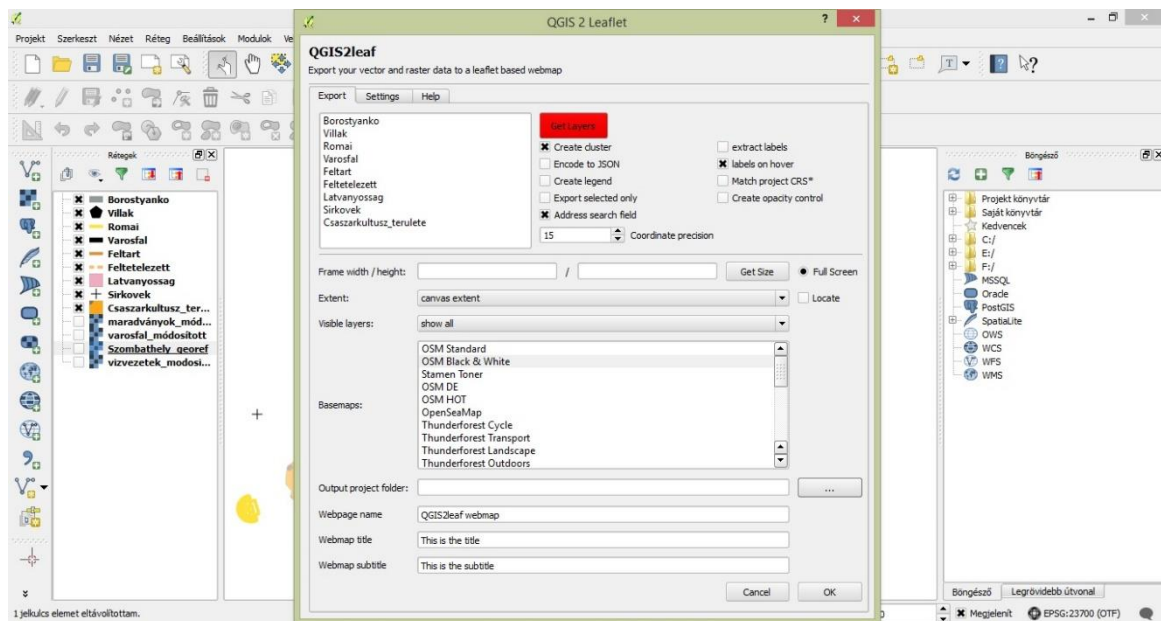 QGIS 2 Leaflet
?
Projekt Szerkeszt Nézet Réteg Beállítások Modulok Ve
QGIS2leaf
Export your vector and raster data to a leaflet based webmap
Export Settings Help
Borostyanko
Villak
Romai
Varosfal
Feltart
Feltetelezett
Latvanyossag
Sirkovek
Csaszarkultusz_terulete
Get Layers
Create cluster
Encode to JSON
Create legend
Export selected only
Address search field
extract labels
labels on hover
Match project CRS*
Create opacity control
15 Coordinate precision
Frame width / height: / Get Size Full Screen
Extent: canvas extent Locate
Visible layers: show all
Basemaps:
OSM Standard
OSM Black & White
Stamen Toner
OSM DE
OSM HOT
OpenSeaMap
Thunderforest Cycle
Thunderforest Transport
Thunderforest Landscape
Thunderforest Outdoors
Output project folder: ...
Webpage name QGIS2leaf webmap
Webmap title This is the title
Webmap subtitle This is the subtitle
Cancel OK
Rétegek
Borostyanko
Villak
Romai
Varosfal
Feltart
Feltetelezett
Latvanyossag
Sirkovek
Csaszarkultusz_ter...
maradványok_mód...
varosfal_módosított
Szombathely_georef
vizvezetek_modosi...
Böngésző
Projekt könyvtár
Saját könyvtár
Kedvencek
C:/
E:/
F:/
MSSQL
Oracle
PostGIS
SpatiaLite
OWS
WCS
WFS
WMS
Böngésző Legrövidebb útvonal
1 jelkulcs elemet eltávolítottam.
Megjelenít EPSG:23700 (OTF)